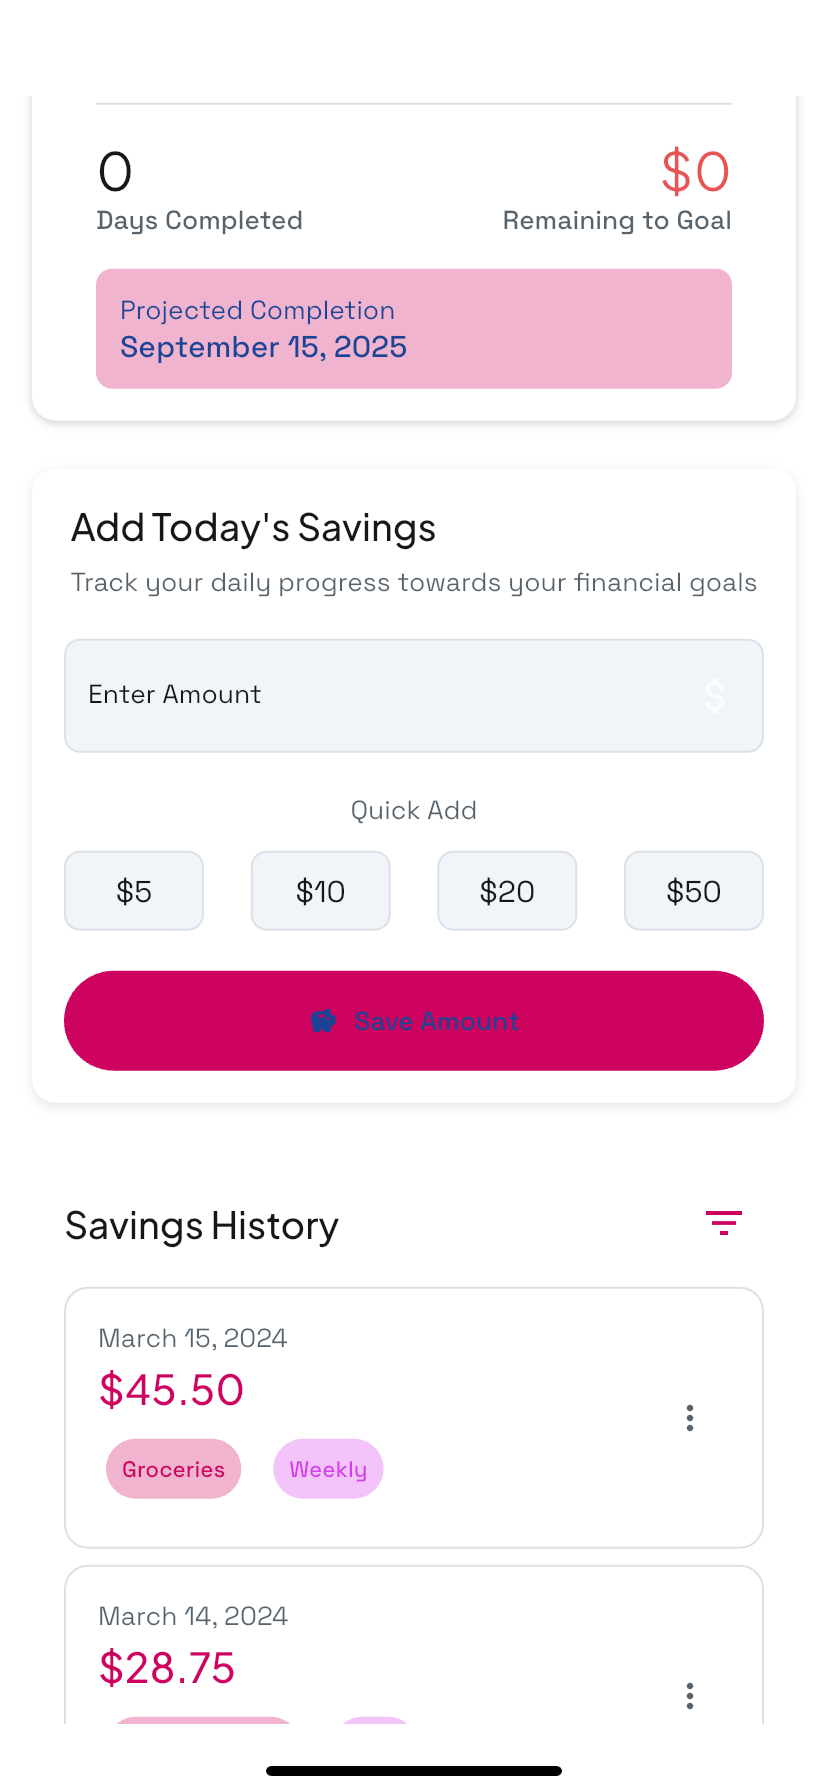 0
$0
Days Completed
Remaining to Goal
Projected Completion
September 15, 2025
Add Today's Savings
Track your daily progress towards your financial goals
Enter Amount
$
Quick Add
$5
$10
$20
$50
Save Amount
Savings History
March 15, 2024
$45.50
Groceries
Weekly
March 14, 2024
$28.75